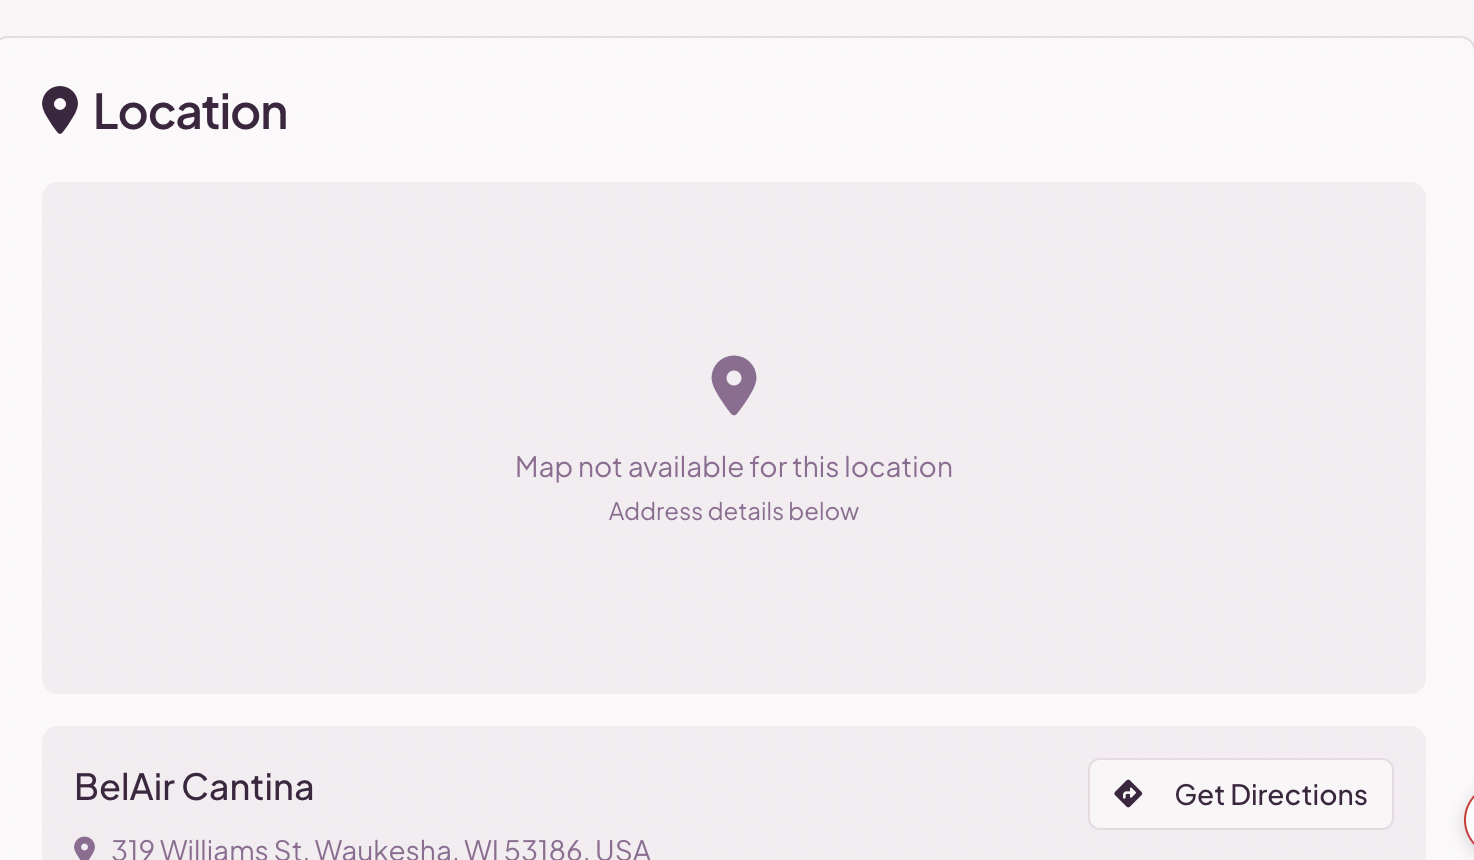 Location
Map not available for this location
Address details below
BelAir Cantina
Get Directions
319 Williams St, Waukesha, WI 53186, USA